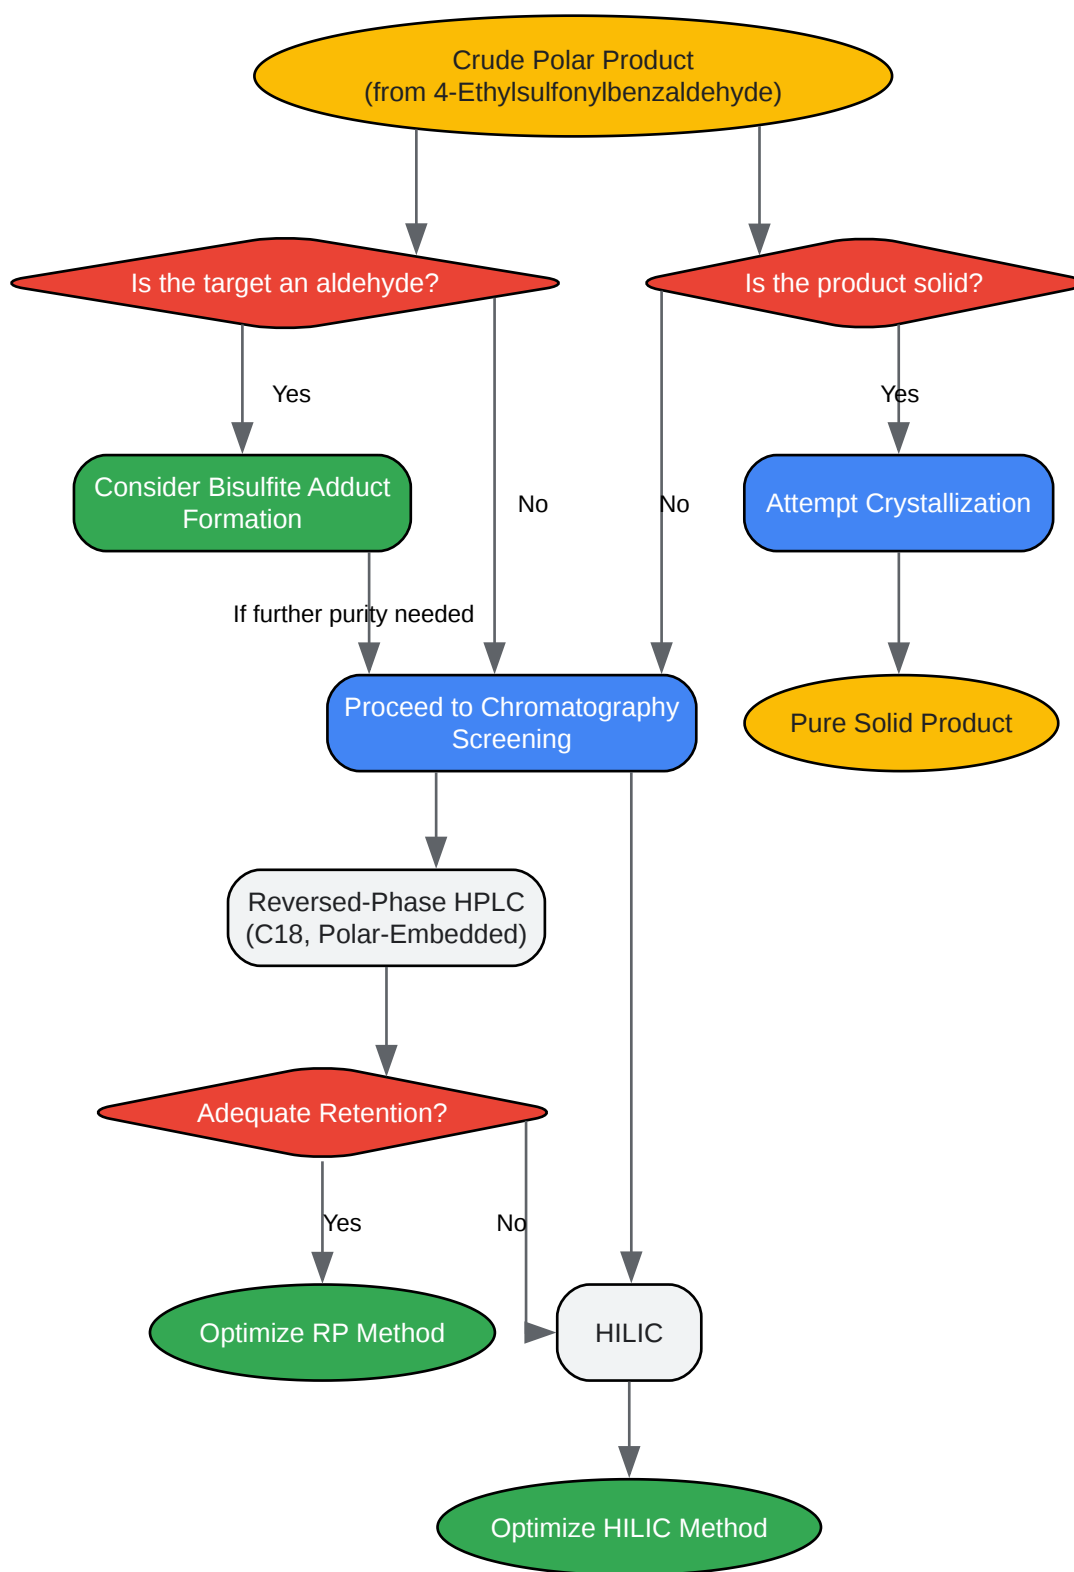 Crude Polar Product
(from 4-Ethylsulfonylbenzaldehyde)
Is the target an aldehyde?
Is the product solid?
Yes
Yes
Consider Bisulfite Adduct
Formation
No
No
Attempt Crystallization
If further purity needed
Proceed to Chromatography
Screening
Pure Solid Product
Reversed-Phase HPLC
(C18, Polar-Embedded)
Adequate Retention?
Yes
No
Optimize RP Method
HILIC
Optimize HILIC Method